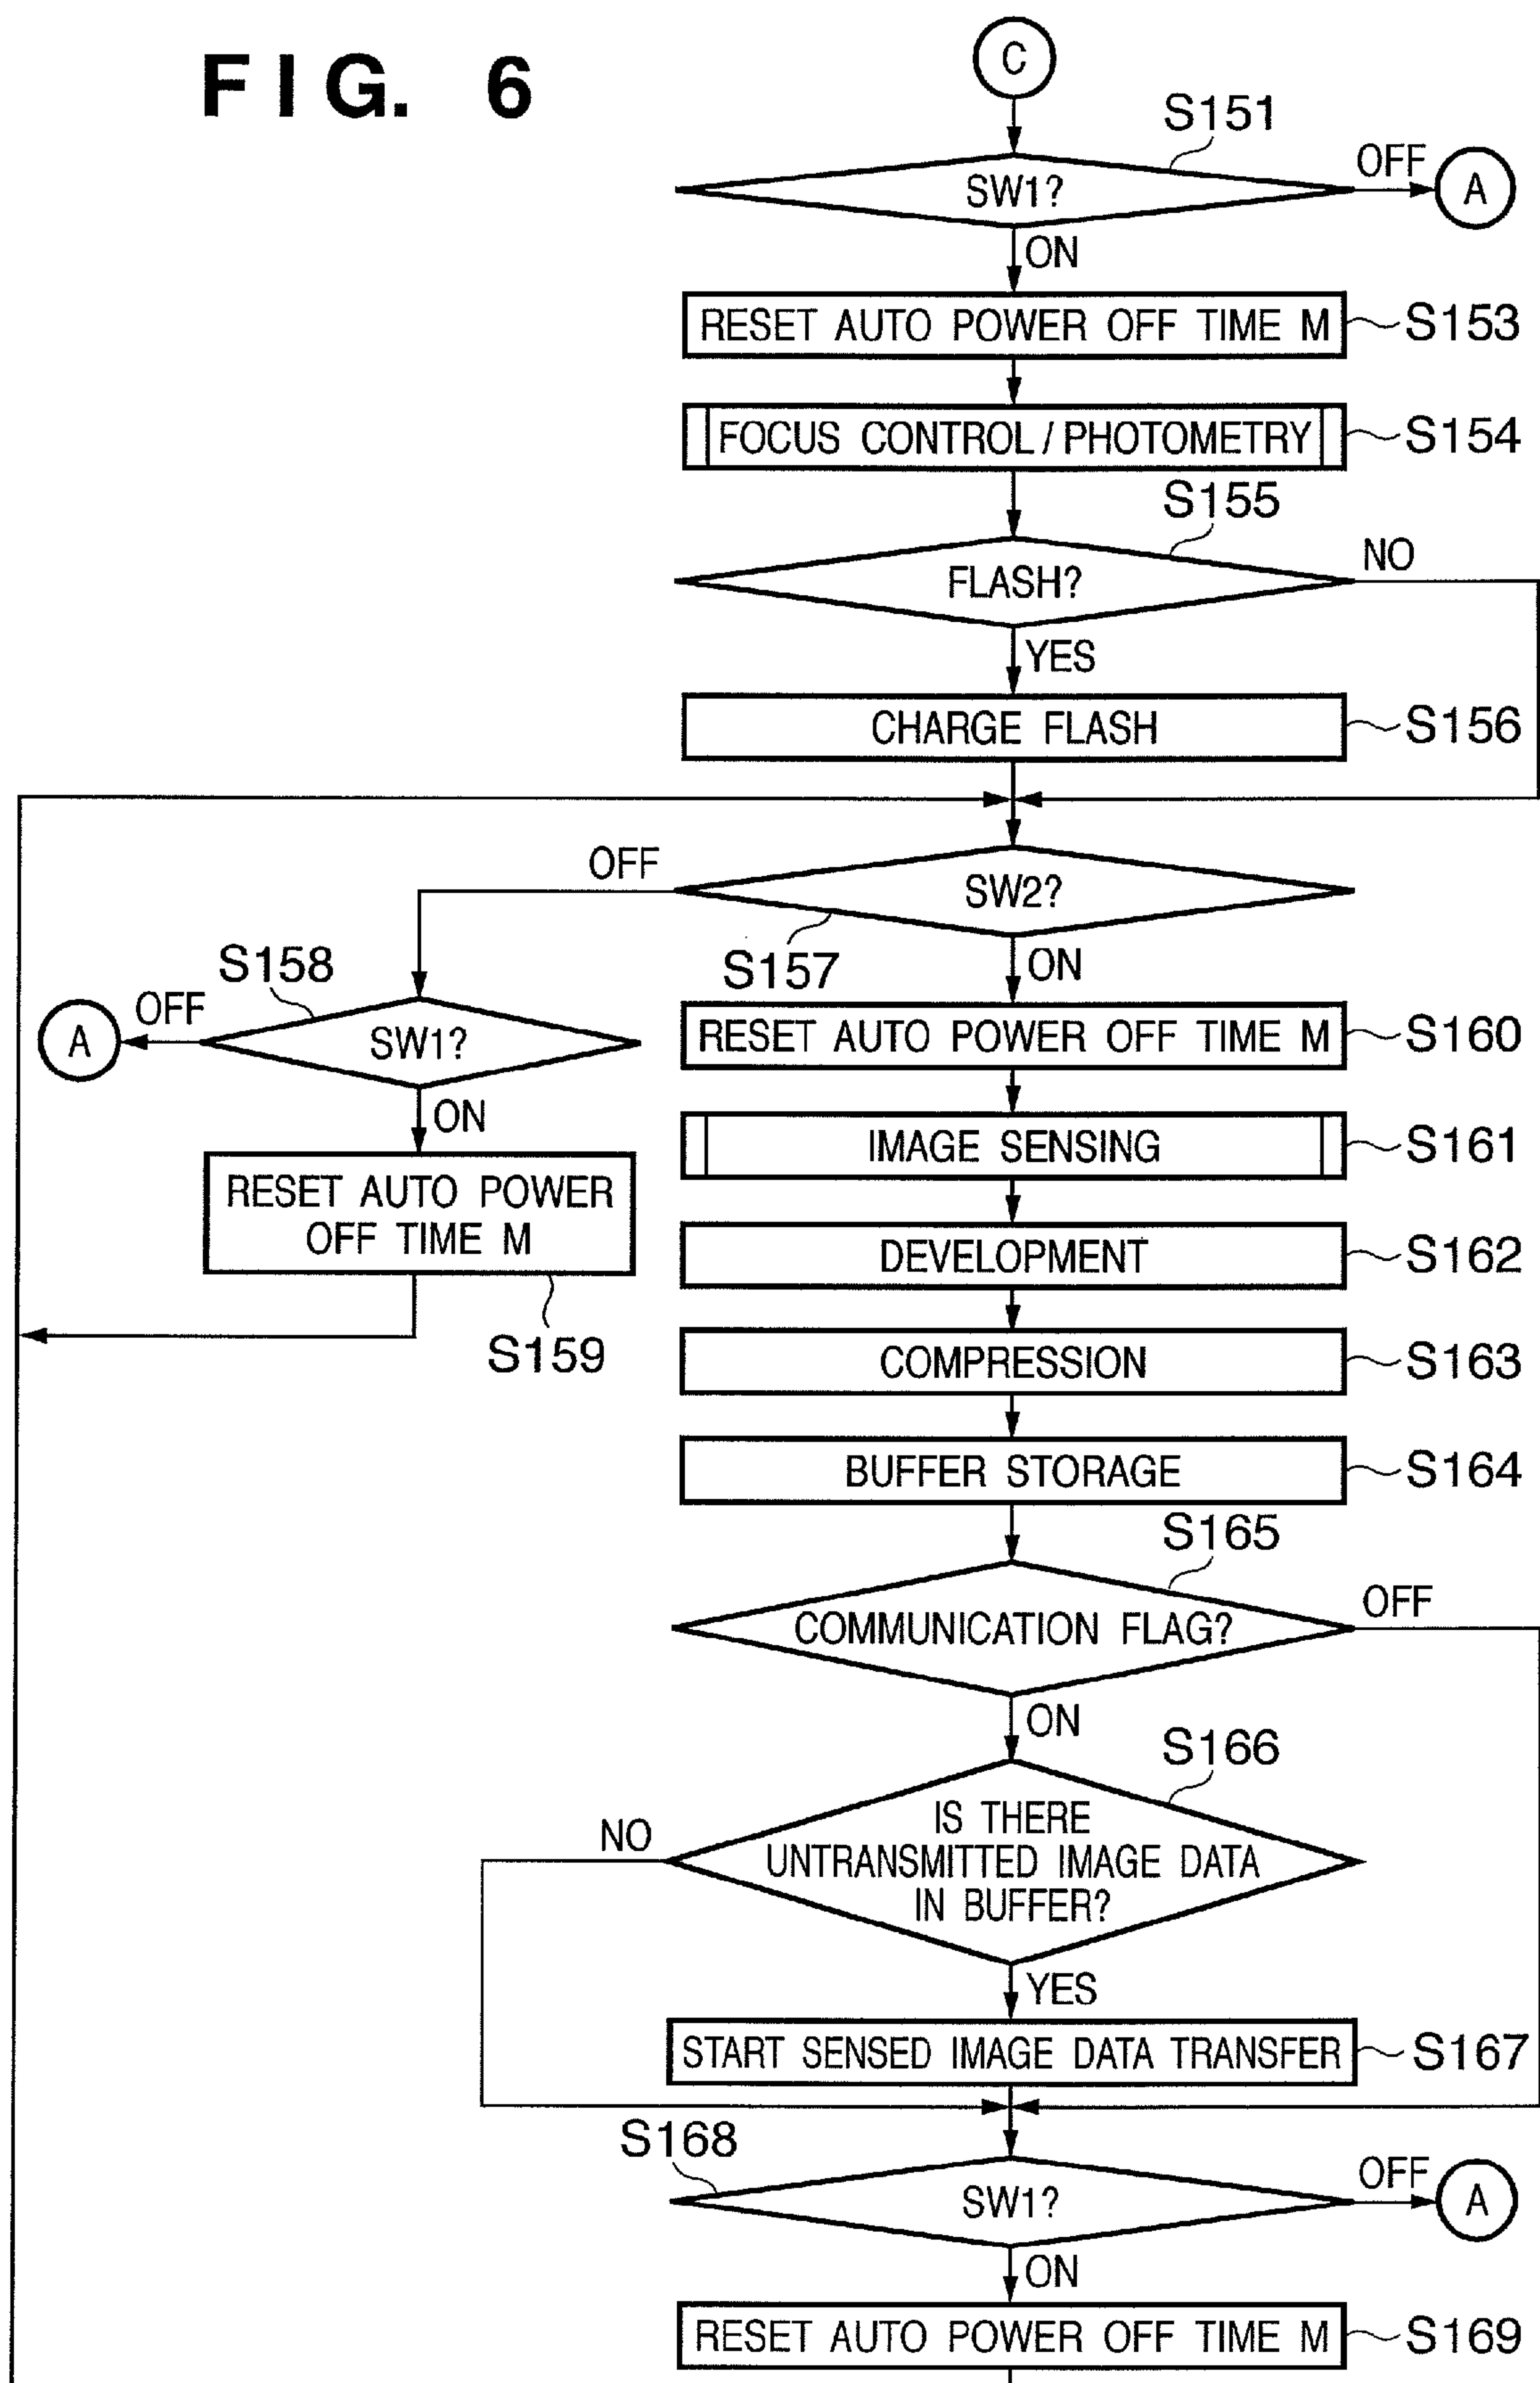 FIG. 6
C
S151
SW1?
OFF
A
ON
RESET AUTO POWER OFF TIME M
S153
FOCUS CONTROL / PHOTOMETRY
S154
S155
FLASH?
NO
YES
CHARGE FLASH
S156
OFF
SW2?
S157
ON
S158
A
OFF
SW1?
ON
RESET AUTO POWER
OFF TIME M
S159
RESET AUTO POWER OFF TIME M
S160
IMAGE SENSING
S161
DEVELOPMENT
S162
COMPRESSION
S163
BUFFER STORAGE
S164
S165
COMMUNICATION FLAG?
OFF
ON
S166
IS THERE
UNTRANSMITTED IMAGE DATA
IN BUFFER?
NO
YES
START SENSED IMAGE DATA TRANSFER
S167
S168
SW1?
OFF
A
ON
RESET AUTO POWER OFF TIME M
S169